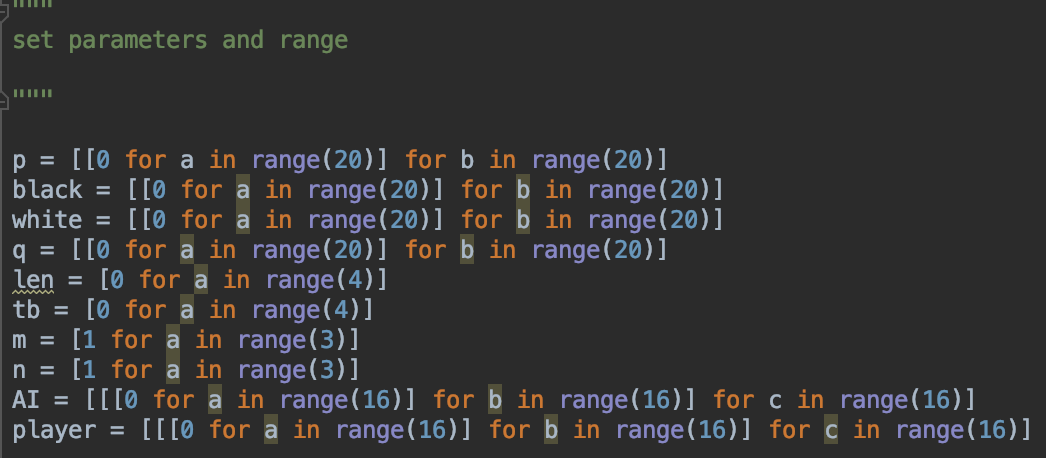 """
set parameters and range
"""
p = [[0 for a in range(20)] for b in range(20)]
black = [[0 for a in range(20)] for b in range(20)]
white = [[0 for a in range(20)] for b in range(20)]
q = [[0 for a in range(20)] for b in range(20)]
len = [0 for a in range(4)]
tb = [0 for a in range(4)]
m = [1 for a in range(3)]
n = [1 for a in range(3)]
AI = [[[0 for a in range(16)] for b in range(16)] for c in range(16)]
player = [[[0 for a in range(16)] for b in range(16)] for c in range(16)]